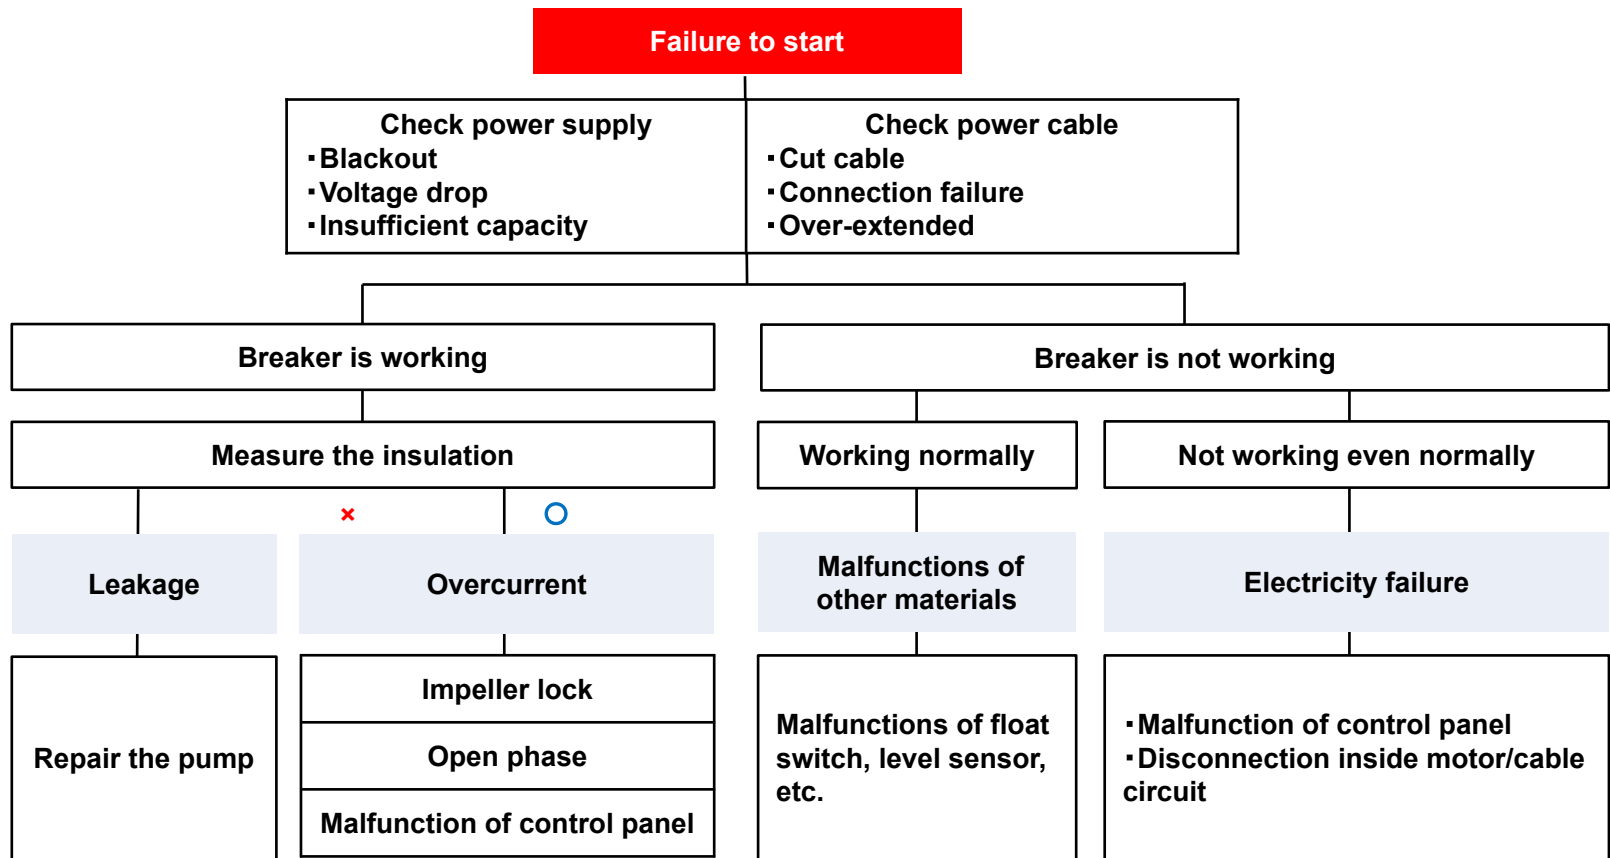 Failure to start
Check power supply
・Blackout
・Voltage drop
・Insufficient capacity
Check power cable
・Cut cable
・Connection failure
・Over-extended
Breaker is working
Breaker is not working
Measure the insulation
Working normally
Not working even normally
×
○
Leakage
Overcurrent
Malfunctions of
other materials
Electricity failure
Repair the pump
Impeller lock
Open phase
Malfunction of control panel
Malfunctions of float
switch, level sensor,
etc.
・Malfunction of control panel
・Disconnection inside motor/cable
circuit